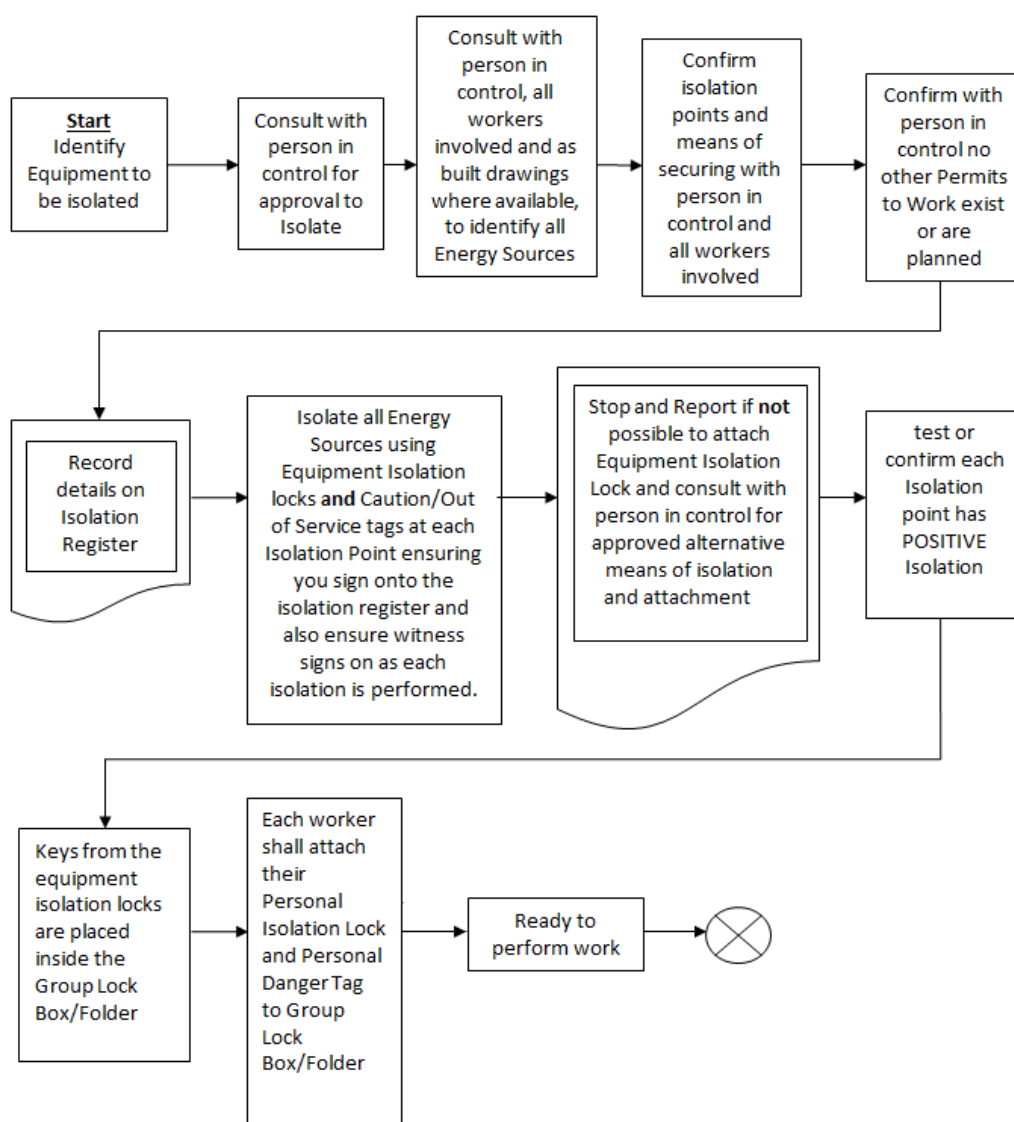 Start
Identify
Equipment to
be isolated
Consult with
person in
control for
approval to
Isolate
Consult with
person in
control, all
workers
involved and as
built drawings
where available,
to identify all
Energy Sources
Confirm
isolation
points and
means of
securing with
person in
control and
all workers
involved
Confirm with
person in
control no
other Permits
to Work exist
or are
planned
Record
details on
Isolation
Register
Isolate all Energy
Sources using
Equipment Isolation
locks and Caution/Out
of Service tags at each
Isolation Point ensuring
you sign onto the
isolation register and
also ensure witness
signs on as each
isolation is performed.
Stop and Report if not
possible to attach
Equipment Isolation
Lock and consult with
person in control for
approved alternative
means of isolation
and attachment
test or
confirm each
Isolation
point has
POSITIVE
Isolation
Keys from the
equipment
isolation locks
are placed
inside the
Group Lock
Box/Folder
Each worker
shall attach
their
Personal
Isolation Lock
and Personal
Danger Tag
to Group
Lock
Box/Folder
Ready to
perform work